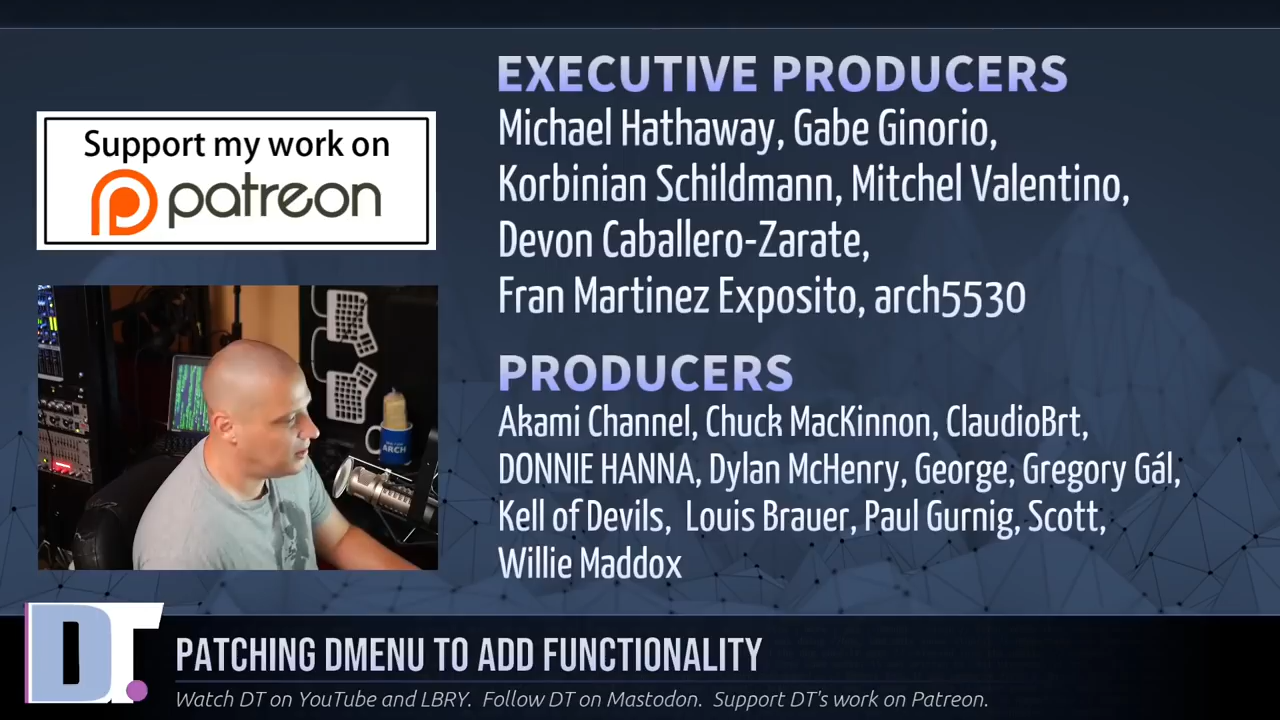 EXECUTIVE PRODUCERS
Michael Hathaway, Gabe Ginorio,
Korbinian Schildmann, Mitchel Valentino,
Devon Caballero-Zarate,
Fran Martinez Exposito, arch5530
Support my work on
patreon
PRODUCERS
Akami Channel, Chuck MacKinnon, ClaudioBrt,
DONNIE HANNA, Dylan McHenry, George, Gregory Gál,
Kell of Devils, Louis Brauer, Paul Gurnig, Scott,
Willie Maddox
ARCH
DT.
PATCHING DMENU TO ADD FUNCTIONALITY
Watch DT on YouTube and LBRY. Follow DT on Mastodon. Support DT's work on Patreon.